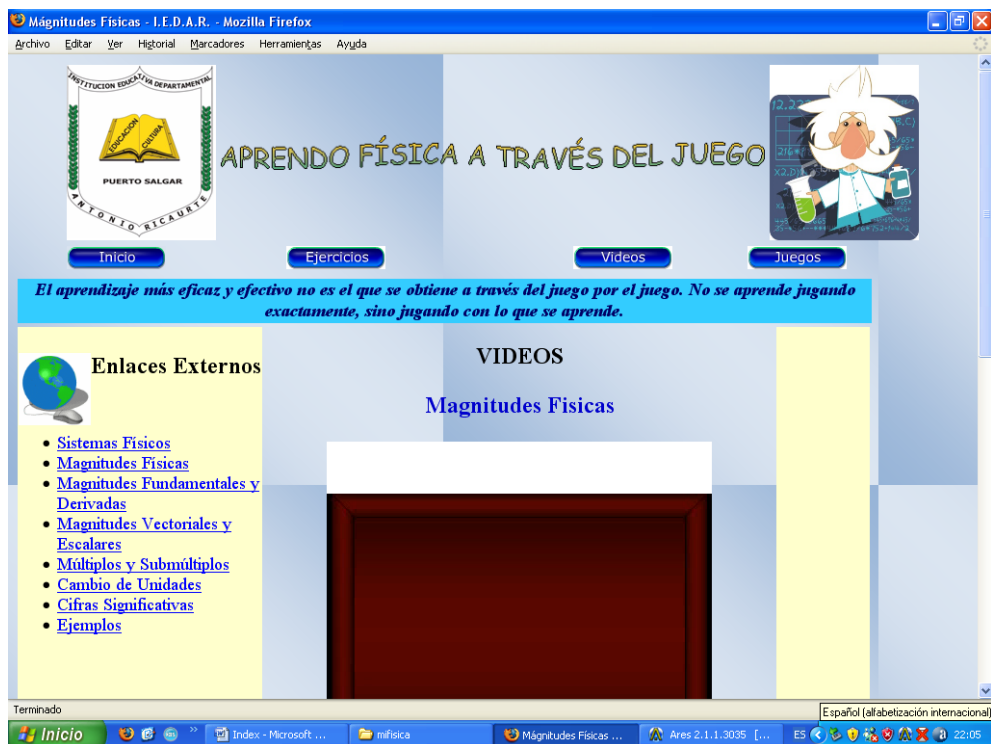 Mágnitudes Físicas - I.E.D.A.R. - Mozilla Firefox
Archivo Editar Ver Historial Marcadores Herramientas Ayuda
INSTITUCION EDUCATIVA DEPARTAMENTAL
EDUCACION CULTURA
PUERTO SALGAR
ANTONIO RICAURTE
APRENDO FÍSICA A TRAVÉS DEL JUEGO
Inicio Ejercicios Videos Juegos
El aprendizaje más eficaz y efectivo no es el que se obtiene a través del juego por el juego. No se aprende jugando
exactamente, sino jugando con lo que se aprende.
Enlaces Externos
Sistemas Físicos
Magnitudes Físicas
Magnitudes Fundamentales y
Derivadas
Magnitudes Vectoriales y
Escalares
Múltiplos y Submúltiplos
Cambio de Unidades
Cifras Significativas
Ejemplos
VIDEOS
Magnitudes Fisicas
Terminado
Español (alfabetización internacional)
Inicio Index - Microsoft ... mifisica Mágnitudes Físicas ... Ares 2.1.1.3035 [... ES 22:05